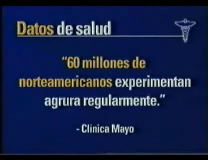 Datos de salud
“60 millones de
norteamericanos experimentan
agrura regularmente.”
- Clínica Mayo